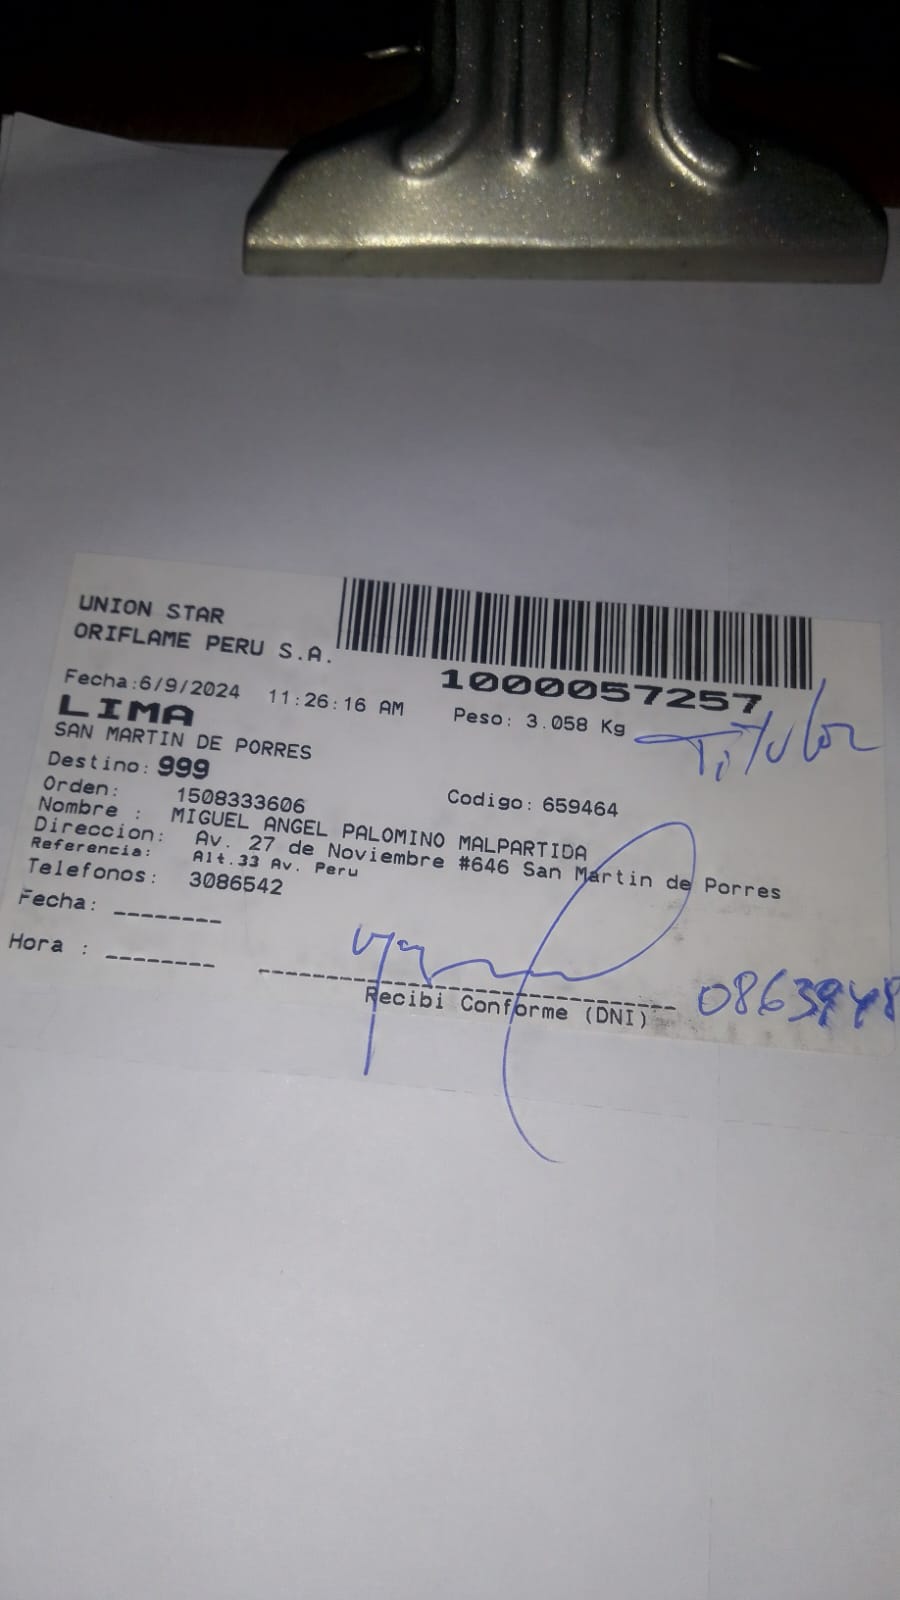 UNION STAR
ORIFLAME PERU S.A.
1000057257
Fecha:6/9/2024 11:26:16 AM
Peso: 3.058 Kg
Titular
LIMA
SAN MARTIN DE PORRES
Destino: 999
Orden: 1508333606 Codigo: 659464
Nombre : MIGUEL ANGEL PALOMINO MALPARTIDA
Direccion: Av. 27 de Noviembre #646 San Martin de Porres
Referencia: Alt.33 Av. Peru
Telefonos: 3086542
Fecha: --------
Hora : --------
Recibi Conforme (DNI)